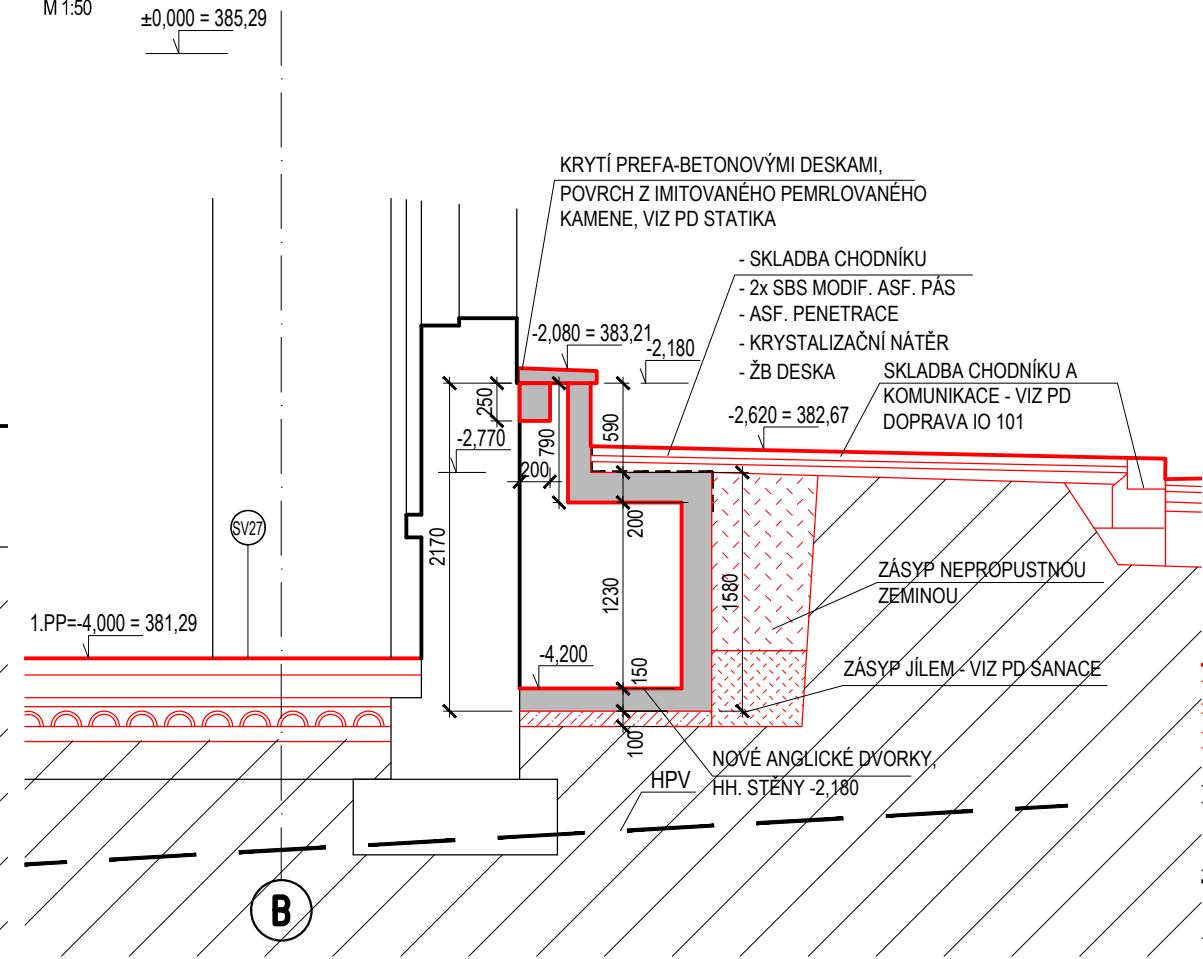 M 1:50
±0,000 = 385,29
KRYTÍ PREFA-BETONOVÝMI DESKAMI,
POVRCH Z IMITOVANÉHO PEMRLOVANÉHO
KAMENE, VIZ PD STATIKA
- SKLADBA CHODNÍKU
- 2x SBS MODIF. ASF. PÁS
- ASF. PENETRACE
- KRYSTALIZAČNÍ NÁTĚR
- ŽB DESKA
-2,080 = 383,21
-2,180
SKLADBA CHODNÍKU A
KOMUNIKACE - VIZ PD
DOPRAVA IO 101
-2,620 = 382,67
250
790
590
-2,770
200
200
2170
SV27
1230
1580
ZÁSYP NEPROPUSTNOU
ZEMINOU
1.PP=-4,000 = 381,29
-4,200
150
ZÁSYP JÍLEM - VIZ PD SANACE
100
NOVÉ ANGLICKÉ DVORKY,
HH. STĚNY -2,180
HPV
B